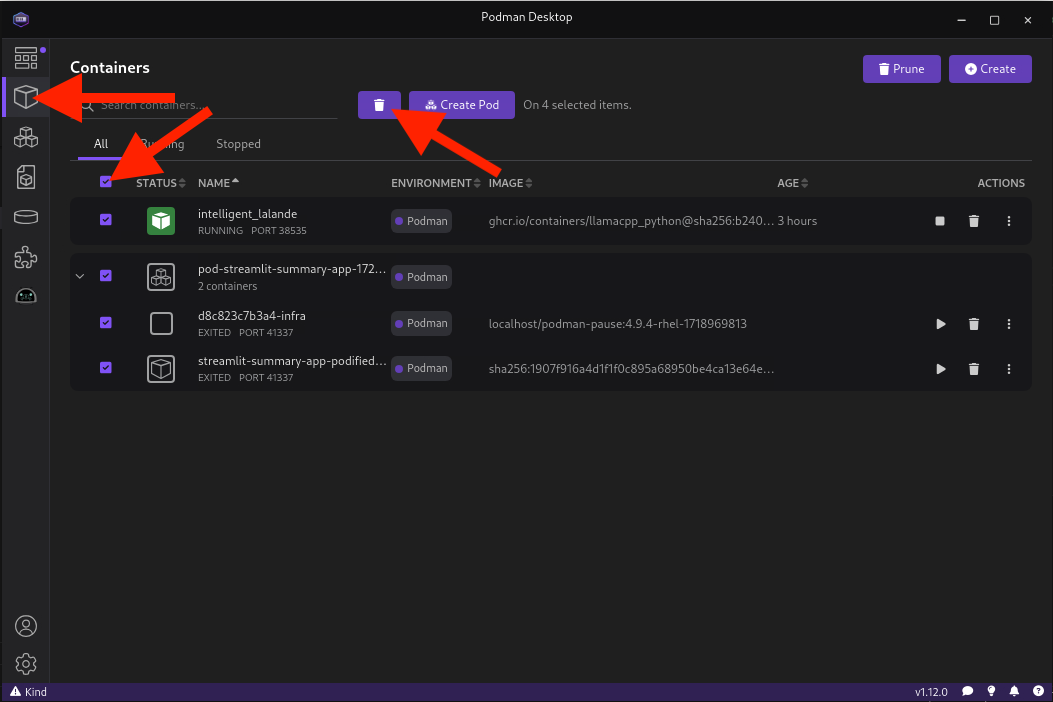 Podman Desktop
Containers
Prune
Create
Search containers...
Create Pod
On 4 selected items.
All
Running
Stopped
STATUS NAME ENVIRONMENT IMAGE AGE ACTIONS
intelligent_lalande
RUNNING PORT 38535
Podman
ghcr.io/containers/llamacpp_python@sha256:b240... 3 hours
pod-streamlit-summary-app-172...
2 containers
Podman
d8c823c7b3a4-infra
EXITED PORT 41337
Podman
localhost/podman-pause:4.9.4-rhel-1718969813
streamlit-summary-app-podified...
EXITED PORT 41337
Podman
sha256:1907f916a4d1f1f0c895a68950be4ca13e64e...
Kind
v1.12.0